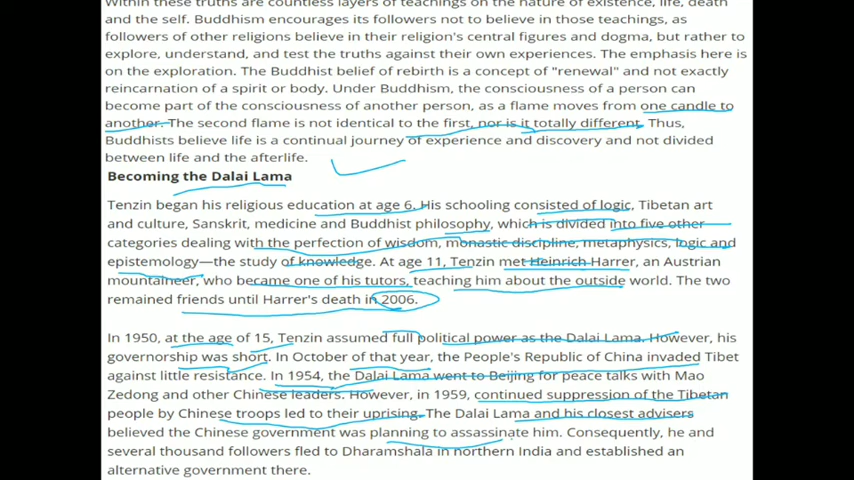 Within these truths are countless layers of teachings on the nature of existence, life, death
and the self. Buddhism encourages its followers not to believe in those teachings, as
followers of other religions believe in their religion's central figures and dogma, but rather to
explore, understand, and test the truths against their own experiences. The emphasis here is
on the exploration. The Buddhist belief of rebirth is a concept of "renewal" and not exactly
reincarnation of a spirit or body. Under Buddhism, the consciousness of a person can
become part of the consciousness of another person, as a flame moves from one candle to
another. The second flame is not identical to the first, nor is it totally different. Thus,
Buddhists believe life is a continual journey of experience and discovery and not divided
between life and the afterlife.
Becoming the Dalai Lama
Tenzin began his religious education at age 6. His schooling consisted of logic, Tibetan art
and culture, Sanskrit, medicine and Buddhist philosophy, which is divided into five other
categories dealing with the perfection of wisdom, monastic discipline, metaphysics, logic and
epistemology—the study of knowledge. At age 11, Tenzin met Heinrich Harrer, an Austrian
mountaineer, who became one of his tutors, teaching him about the outside world. The two
remained friends until Harrer's death in 2006.
In 1950, at the age of 15, Tenzin assumed full political power as the Dalai Lama. However, his
governorship was short. In October of that year, the People's Republic of China invaded Tibet
against little resistance. In 1954, the Dalai Lama went to Beijing for peace talks with Mao
Zedong and other Chinese leaders. However, in 1959, continued suppression of the Tibetan
people by Chinese troops led to their uprising. The Dalai Lama and his closest advisers
believed the Chinese government was planning to assassinate him. Consequently, he and
several thousand followers fled to Dharamshala in northern India and established an
alternative government there.